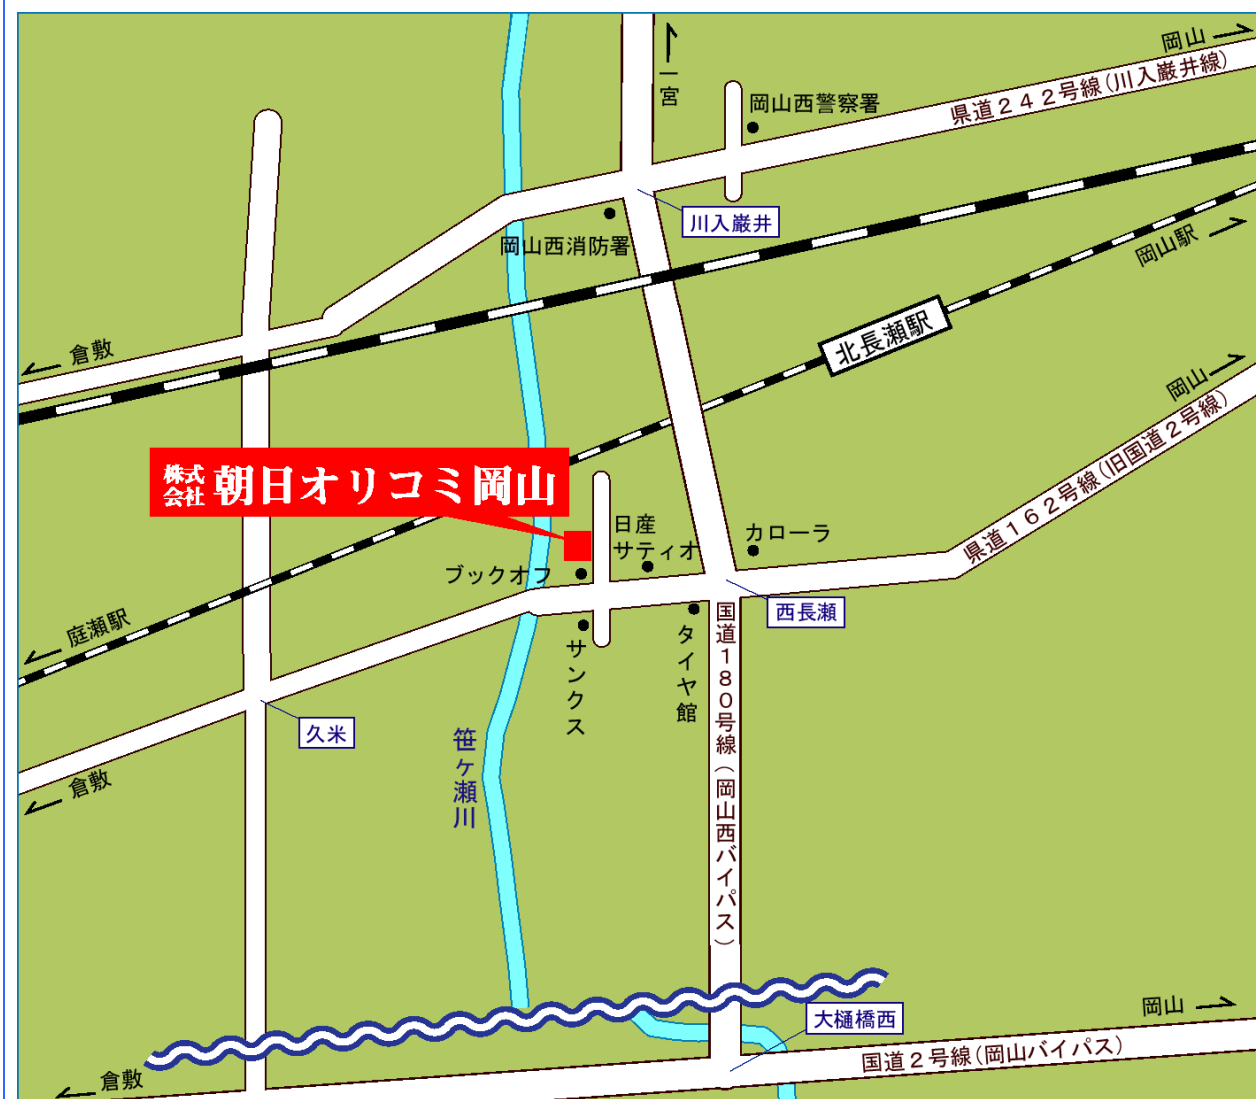 岡山
一宮
岡山西警察署
県道242号線(川入巌井線)
川入巌井
岡山西消防署
岡山駅
北長瀬駅
倉敷
岡山
県道162号線(旧国道2号線)
株式会社
朝日オリコミ岡山
日産
サティオ
カローラ
ブックオフ
西長瀬
庭瀬駅
サンクス
タイヤ館
国道180号線(岡山西バイパス)
久米
笹ヶ瀬川
倉敷
岡山
大樋橋西
国道2号線(岡山バイパス)
倉敷